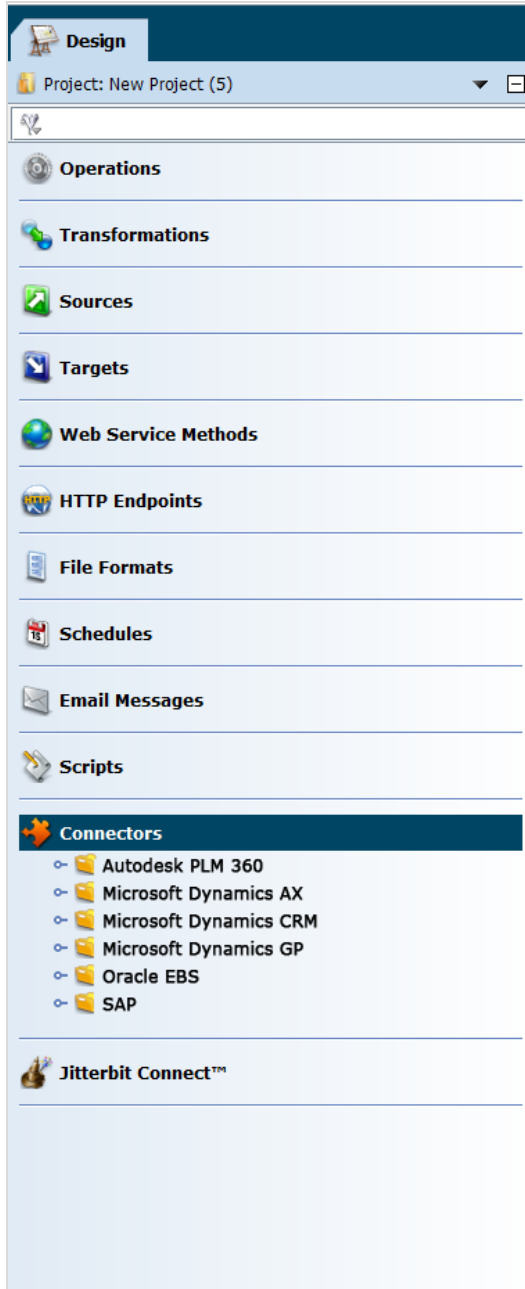 Design
Project: New Project (5)
Operations
Transformations
Sources
Targets
Web Service Methods
HTTP
HTTP Endpoints
File Formats
15
Schedules
Email Messages
Scripts
Connectors
Autodesk PLM 360
Microsoft Dynamics AX
Microsoft Dynamics CRM
Microsoft Dynamics GP
Oracle EBS
SAP
Jitterbit Connect™